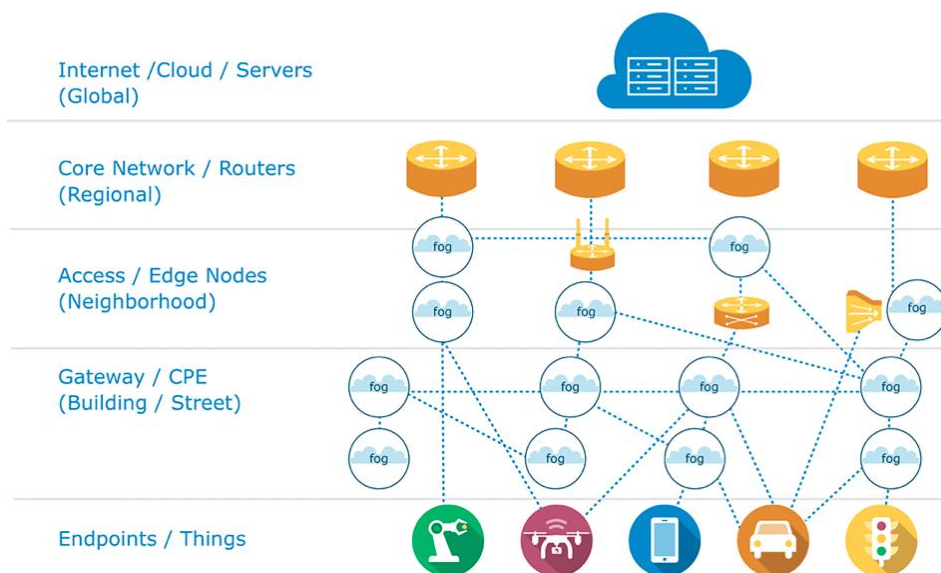 Internet /Cloud / Servers
(Global)
Core Network / Routers
(Regional)
fog
fog
Access / Edge Nodes
(Neighborhood)
fog
fog
fog
Gateway / CPE
(Building / Street)
fog
fog
fog
fog
fog
fog
fog
fog
Endpoints / Things